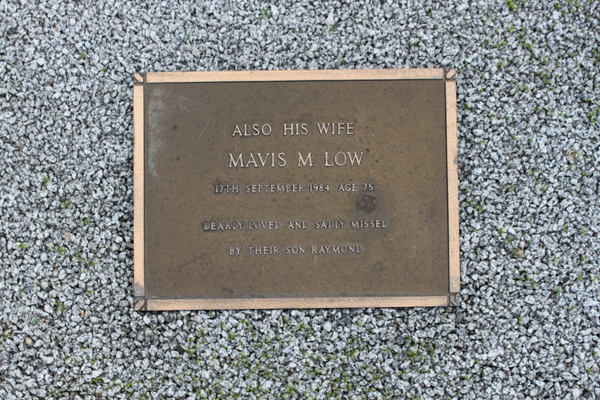 ALSO HIS WIFE
MAVIS M. LOW
17TH SEPTEMBER 1984 AGE 75
DEARLY LOVED AND SADLY MISSED
BY THEIR SON RAYMOND